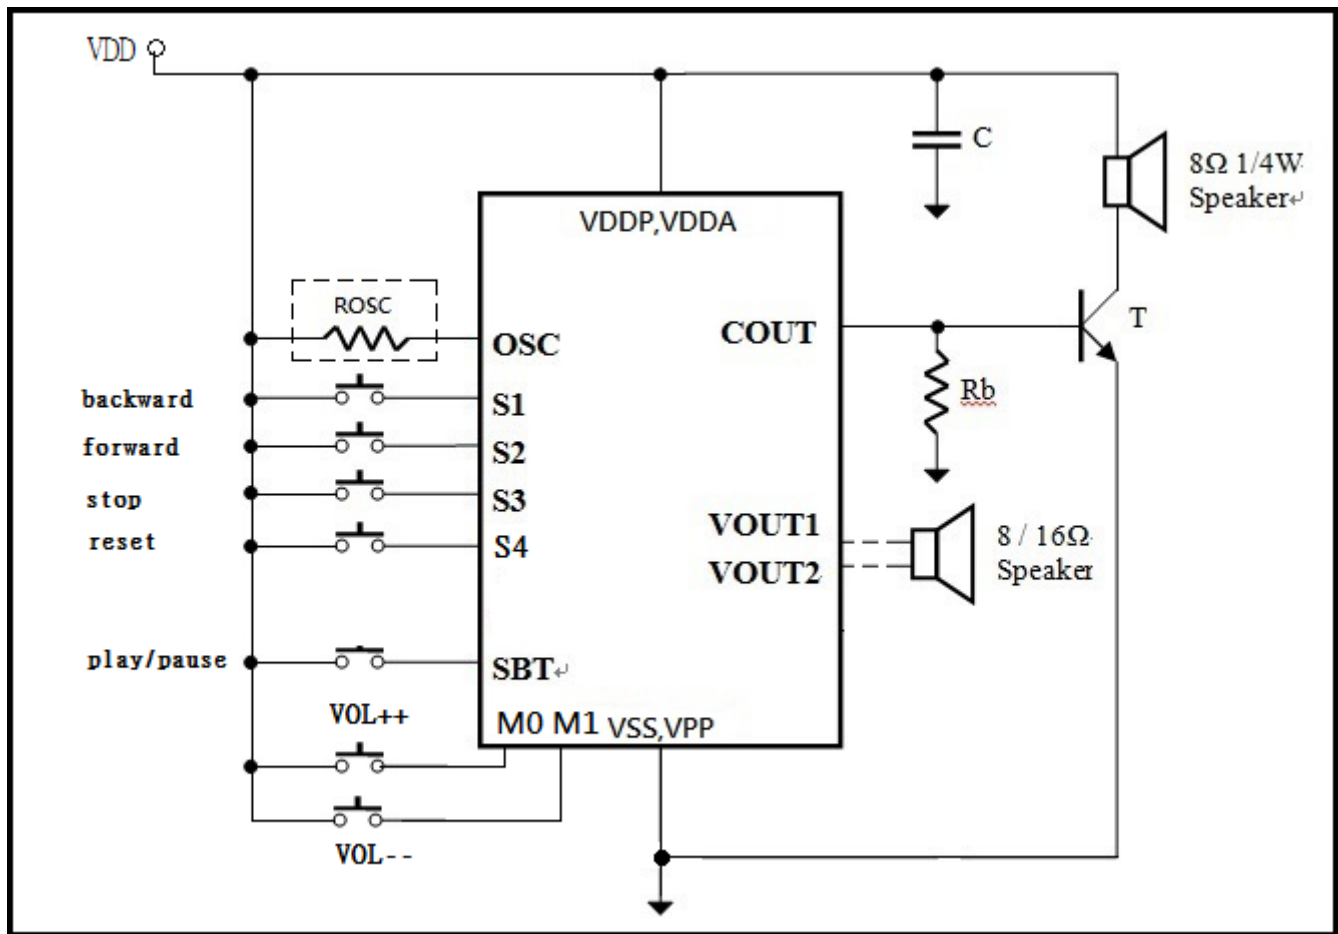 VDD
C
8Ω 1/4W
Speaker↵
VDDP,VDDA
ROSC
OSC
COUT
T
backward
S1
Rb
forward
S2
stop
S3
reset
S4
VOUT1
VOUT2
8 / 16Ω
Speaker
play/pause
SBT↵
VOL++
M0 M1 VSS,VPP
VOL--